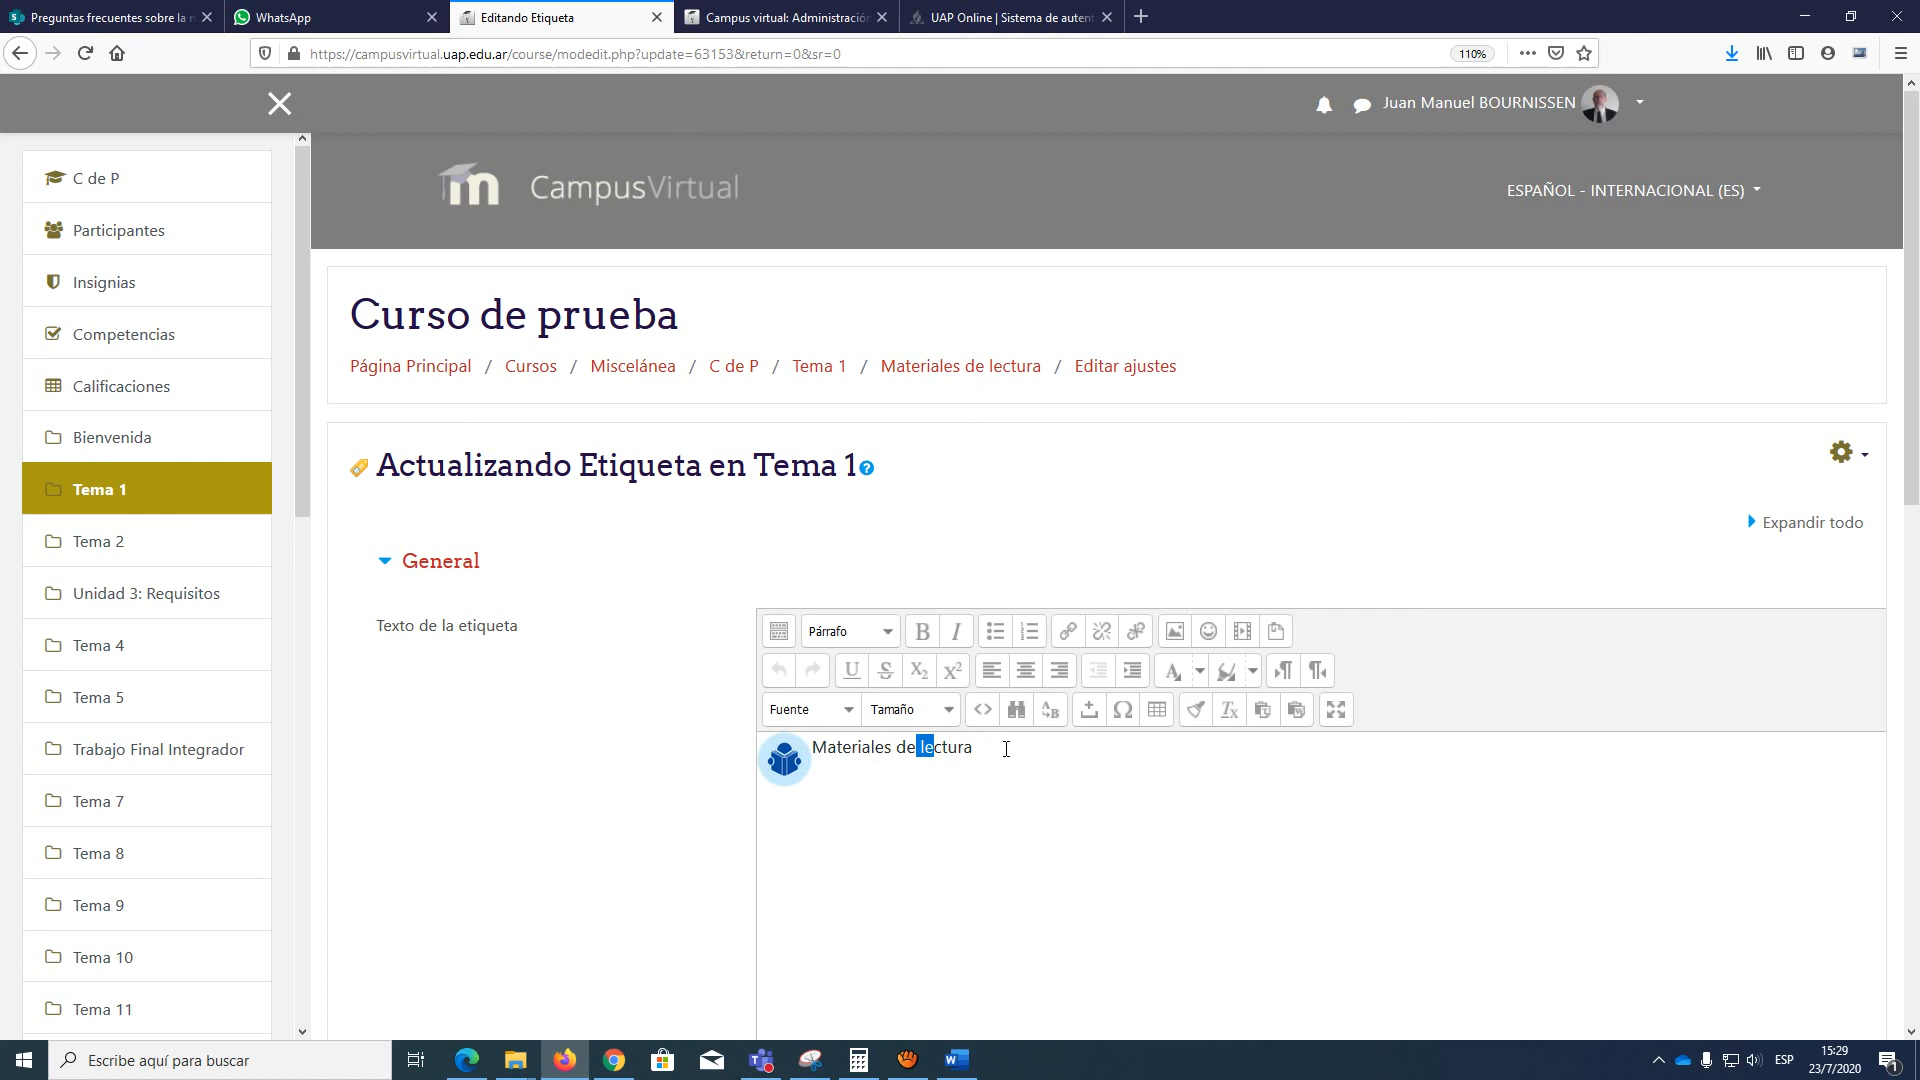 Preguntas frecuentes sobre la n
WhatsApp
Editando Etiqueta
Campus virtual: Administració
UAP Online | Sistema de autent
https://campusvirtual.uap.edu.ar/course/modedit.php?update=63153&return=0&sr=0
110%
Juan Manuel BOURNISSEN
CampusVirtual
ESPAÑOL - INTERNACIONAL (ES)
C de P
Participantes
Insignias
Competencias
Calificaciones
Bienvenida
Tema 1
Tema 2
Unidad 3: Requisitos
Tema 4
Tema 5
Trabajo Final Integrador
Tema 7
Tema 8
Tema 9
Tema 10
Tema 11
Curso de prueba
Página Principal / Cursos / Miscelánea / C de P / Tema 1 / Materiales de lectura / Editar ajustes
Actualizando Etiqueta en Tema 1
Expandir todo
General
Texto de la etiqueta
Párrafo
Fuente
Tamaño
Materiales de lectura
Escribe aquí para buscar
ESP
15:29
23/7/2020
1